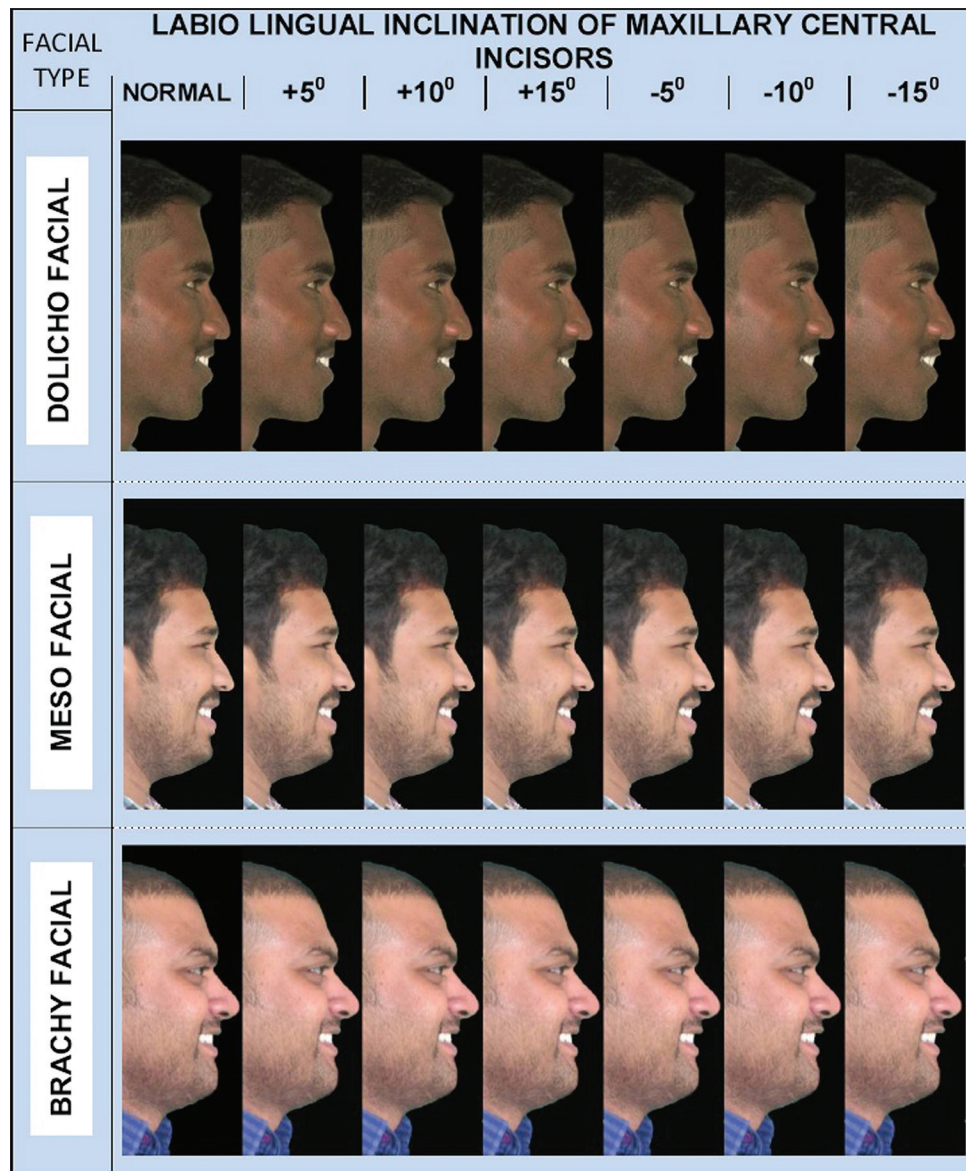 LABIO LINGUAL INCLINATION OF MAXILLARY CENTRAL
INCISORS
FACIAL
TYPE
NORMAL | +5⁰ | +10⁰ | +15⁰ | -5⁰ | -10⁰ | -15⁰
DOLICHO FACIAL
MESO FACIAL
BRACHY FACIAL